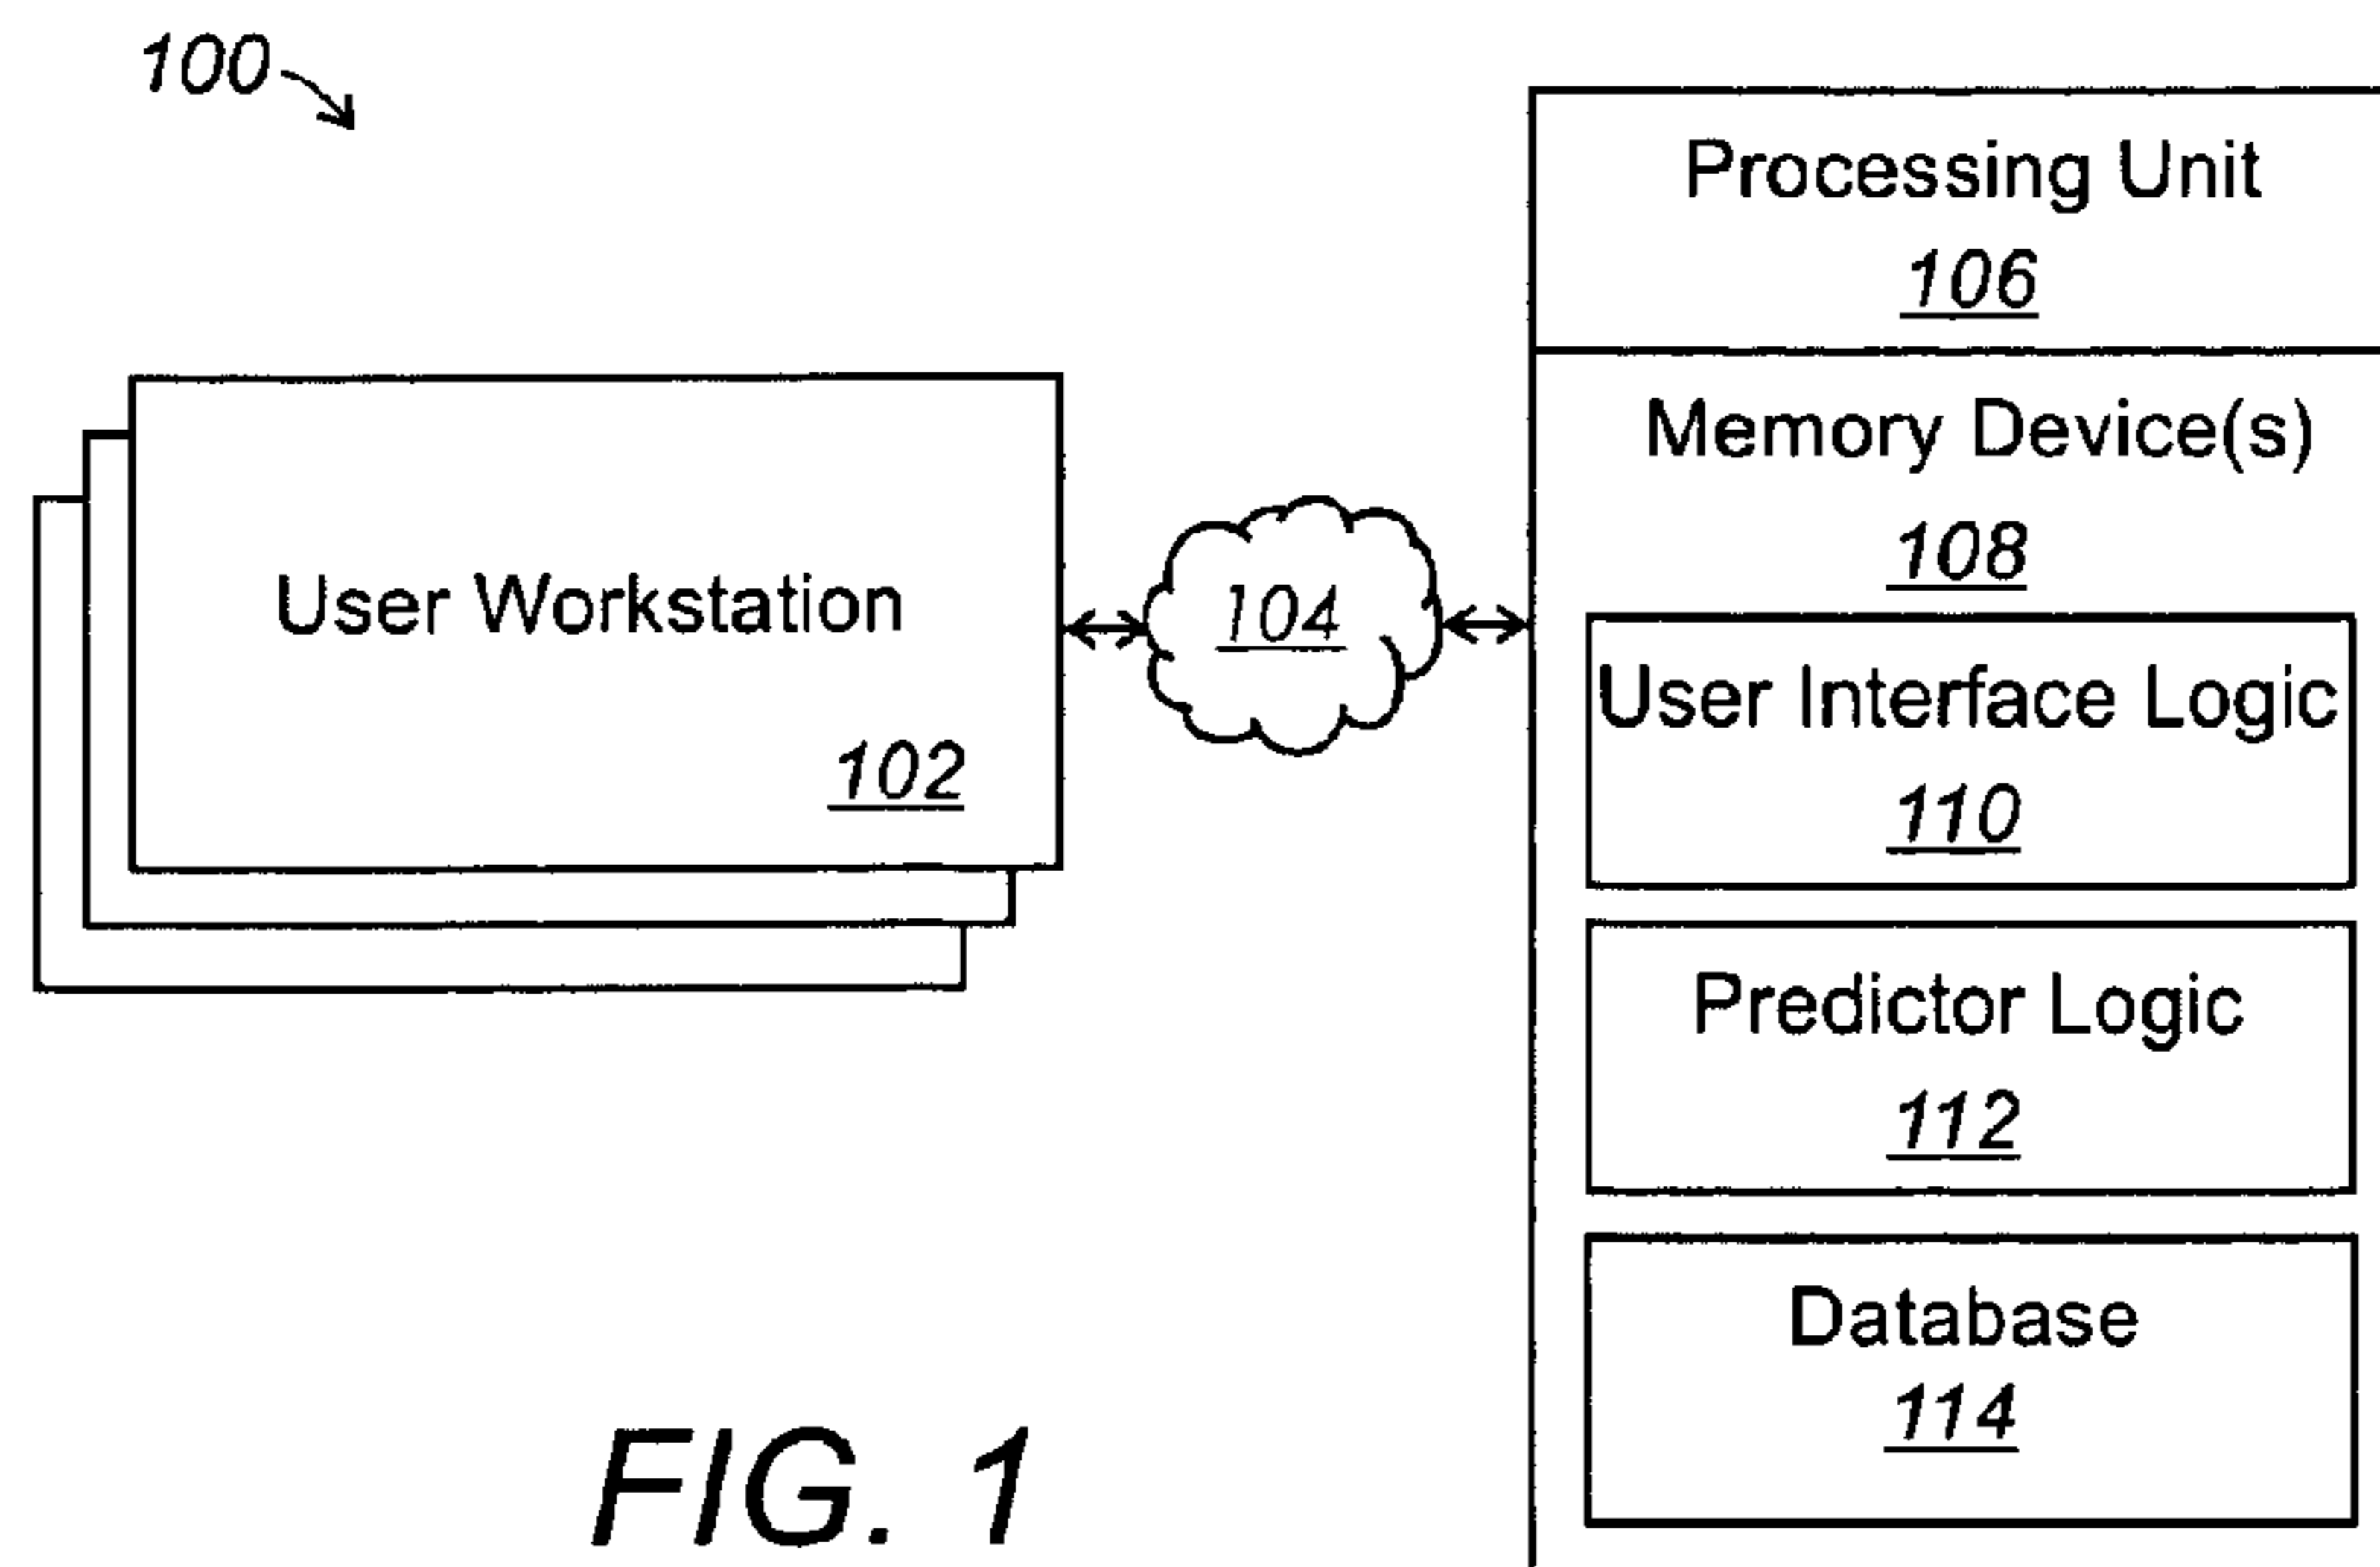 100
User Workstation
102
104
Processing Unit
106
Memory Device(s)
108
User Interface Logic
110
Predictor Logic
112
Database
114
FIG. 1